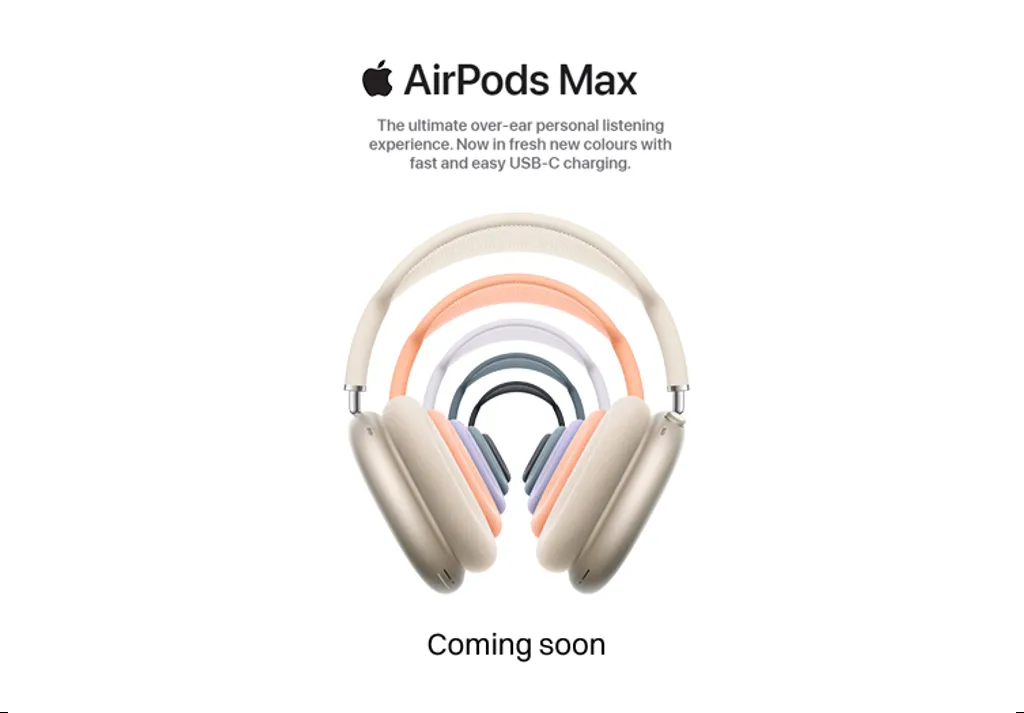 AirPods Max
The ultimate over-ear personal listening
experience. Now in fresh new colours with
fast and easy USB-C charging.
Coming soon